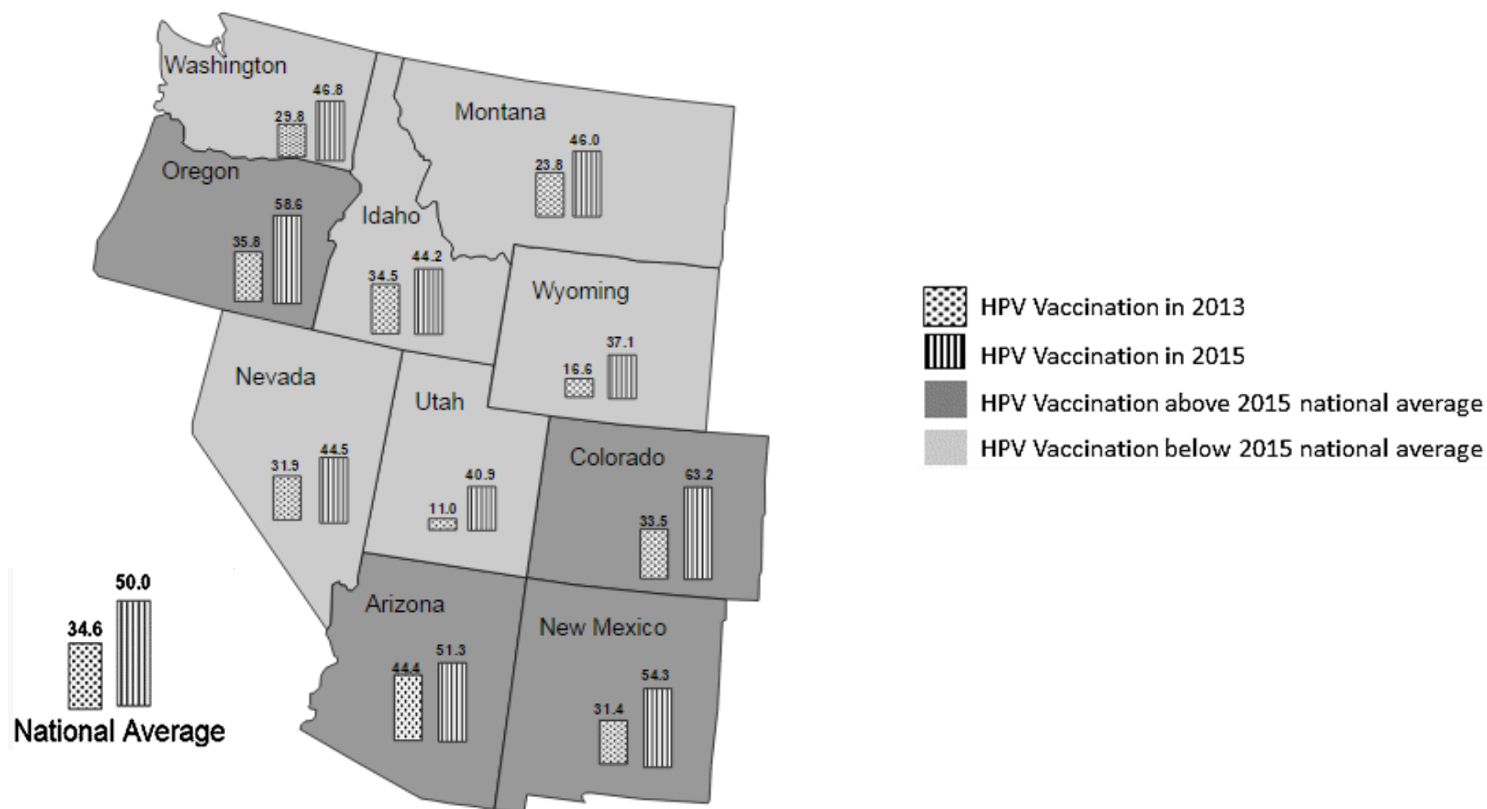 Washington
29.8
46.8
Montana
23.8
46.0
Oregon
35.8
58.6
Idaho
34.5
44.2
Wyoming
16.6
37.1
Nevada
31.9
44.5
Utah
11.0
40.9
Colorado
33.5
63.2
Arizona
44.4
51.3
New Mexico
31.4
54.3
34.6
50.0
National Average
HPV Vaccination in 2013
HPV Vaccination in 2015
HPV Vaccination above 2015 national average
HPV Vaccination below 2015 national average